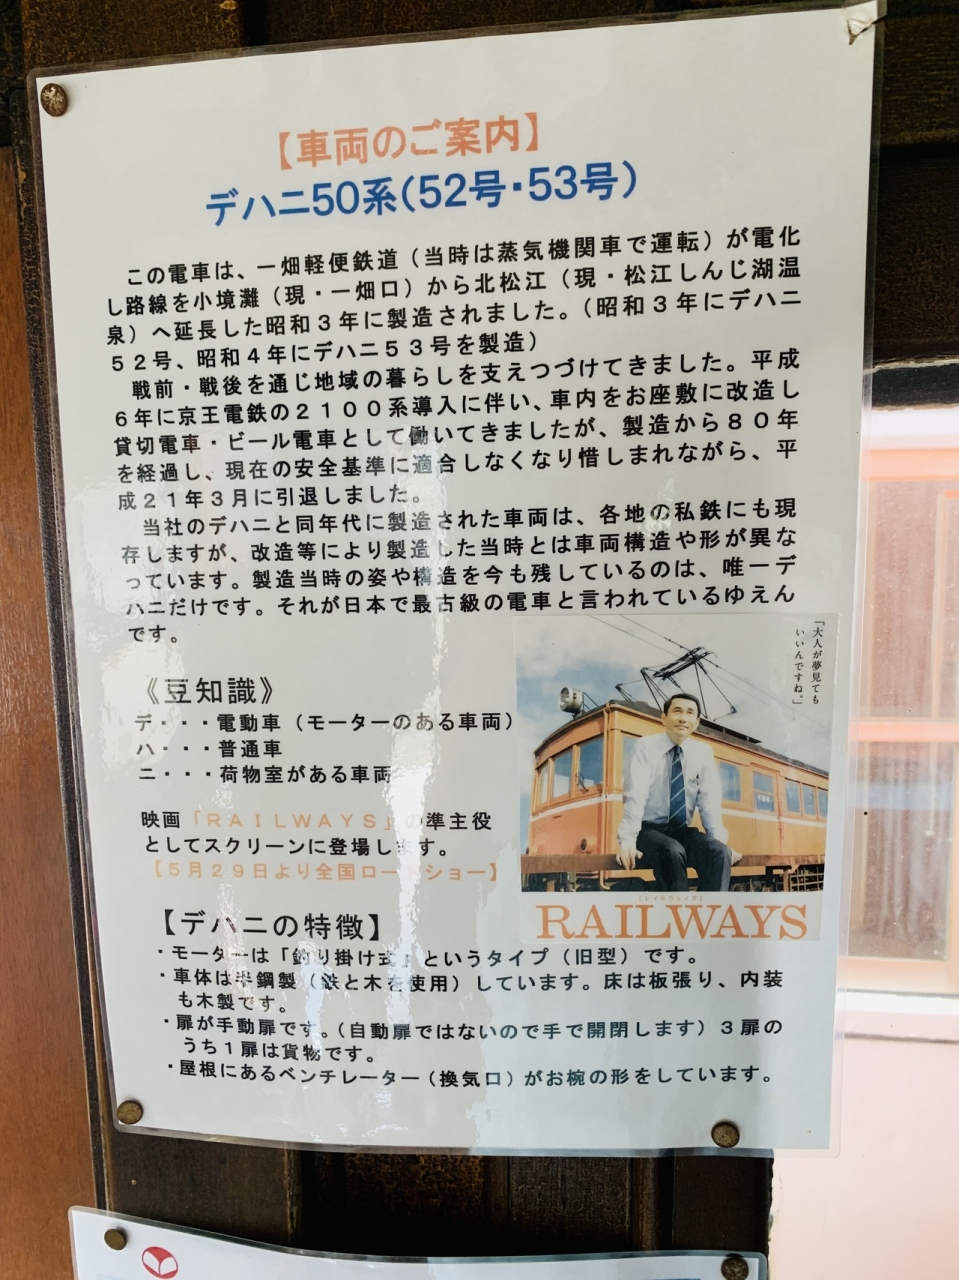 【車両のご案内】
デハニ50系(52号・53号)
この電車は、一畑軽便鉄道(当時は蒸気機関車で運転)が電化
し路線を小境灘(現・一畑口)から北松江(現・松江しんじ湖温
泉)へ延長した昭和3年に製造されました。(昭和3年にデハニ
52号、昭和4年にデハニ53号を製造)
戦前・戦後を通じ地域の暮らしを支えつづけてきました。平成
6年に京王電鉄の2100系導入に伴い、車内をお座敷に改造し
貸切電車・ビール電車として働いてきましたが、製造から80年
を経過し、現在の安全基準に適合しなくなり惜しまれながら、平
成21年3月に引退しました。
当社のデハニと同年代に製造された車両は、各地の私鉄にも現
存しますが、改造等により製造した当時とは車両構造や形が異な
っています。製造当時の姿や構造を今も残しているのは、唯一デ
ハニだけです。それが日本で最古級の電車と言われているゆえん
です。
「大人が夢見ても
いいんですね。」
《豆知識》
デ・・・電動車(モーターのある車両)
ハ・・・普通車
ニ・・・荷物室がある車両
映画「RAILWAYS」の準主役
としてスクリーンに登場します。
【5月29日より全国ロードショー】
[レイルウェイズ]
RAILWAYS
【デハニの特徴】
・モーターは「釣り掛け式」というタイプ(旧型)です。
・車体は半鋼製(鉄と木を使用)しています。床は板張り、内装
も木製です。
・扉が手動扉です。(自動扉ではないので手で開閉します)3扉の
うち1扉は貨物です。
・屋根にあるベンチレーター(換気口)がお椀の形をしています。